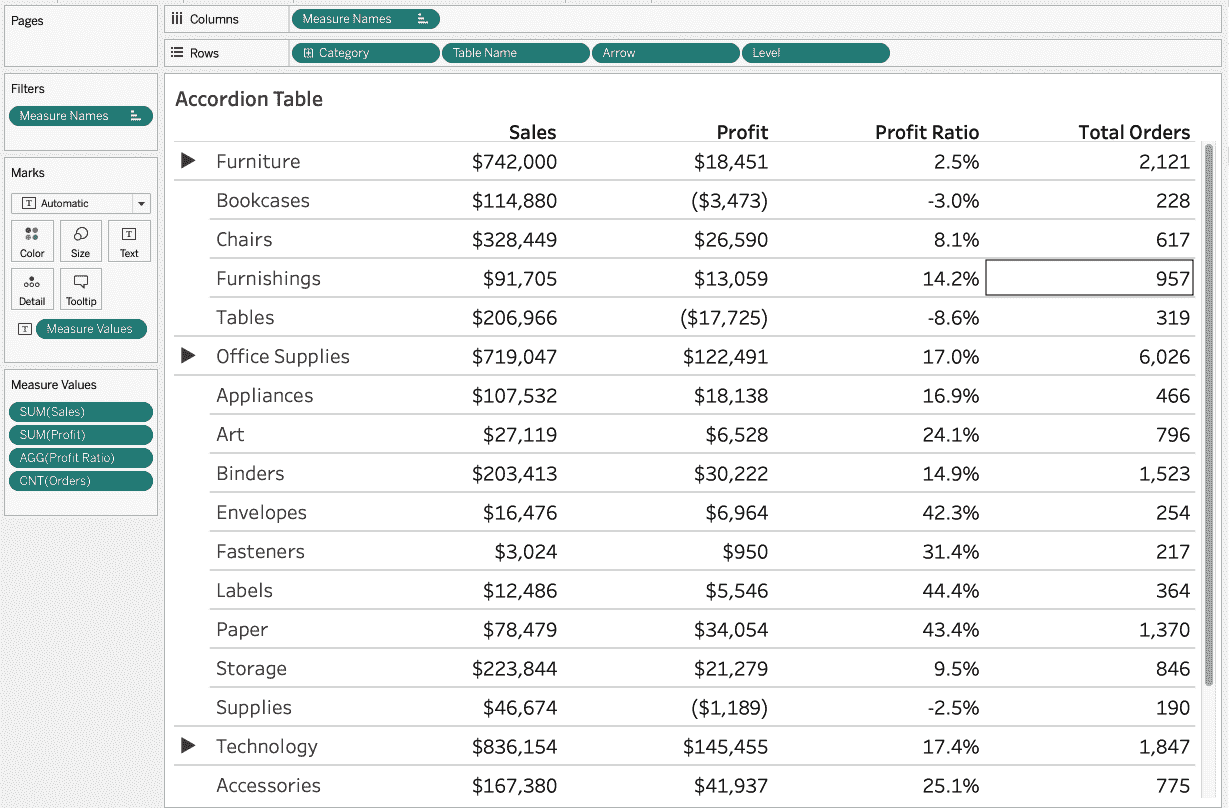 Pages
Columns Measure Names
Rows Category Table Name Arrow Level
Filters
Measure Names
Marks
T Automatic
Color Size T Text
Detail Tooltip
T Measure Values
Measure Values
SUM(Sales)
SUM(Profit)
AGG(Profit Ratio)
CNT(Orders)
Accordion Table
Sales Profit Profit Ratio Total Orders
Furniture $742,000 $18,451 2.5% 2,121
Bookcases $114,880 ($3,473) -3.0% 228
Chairs $328,449 $26,590 8.1% 617
Furnishings $91,705 $13,059 14.2% 957
Tables $206,966 ($17,725) -8.6% 319
Office Supplies $719,047 $122,491 17.0% 6,026
Appliances $107,532 $18,138 16.9% 466
Art $27,119 $6,528 24.1% 796
Binders $203,413 $30,222 14.9% 1,523
Envelopes $16,476 $6,964 42.3% 254
Fasteners $3,024 $950 31.4% 217
Labels $12,486 $5,546 44.4% 364
Paper $78,479 $34,054 43.4% 1,370
Storage $223,844 $21,279 9.5% 846
Supplies $46,674 ($1,189) -2.5% 190
Technology $836,154 $145,455 17.4% 1,847
Accessories $167,380 $41,937 25.1% 775